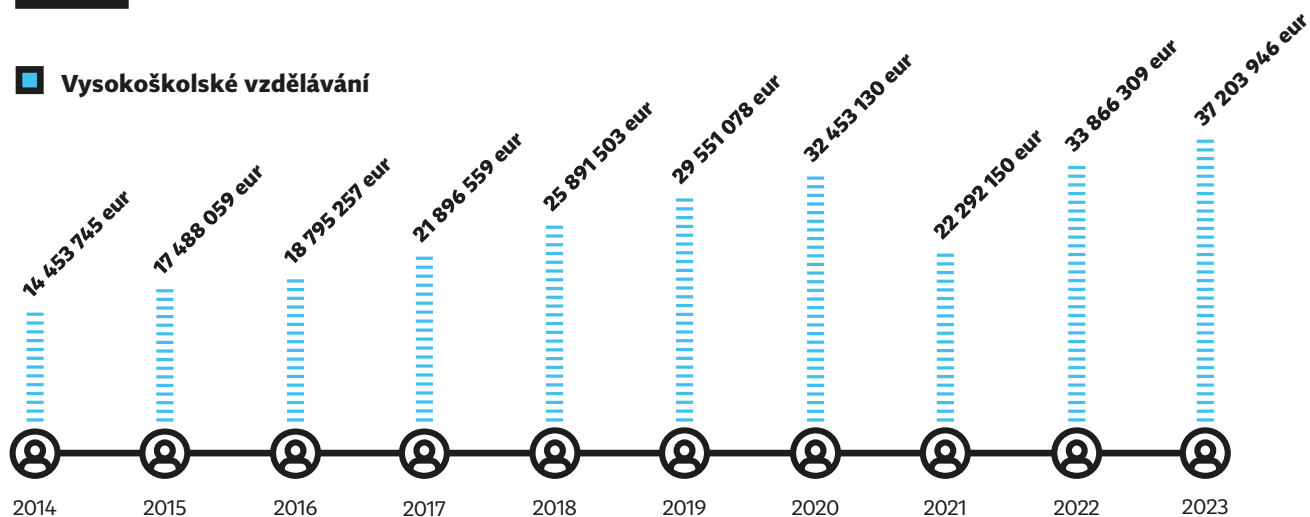 Vysokoškolské vzdělávání
14 453 745 eur
17 488 059 eur
18 795 257 eur
21 896 559 eur
25 891 503 eur
29 551 078 eur
32 453 130 eur
22 292 150 eur
33 866 309 eur
37 203 946 eur
2014
2015
2016
2017
2018
2019
2020
2021
2022
2023